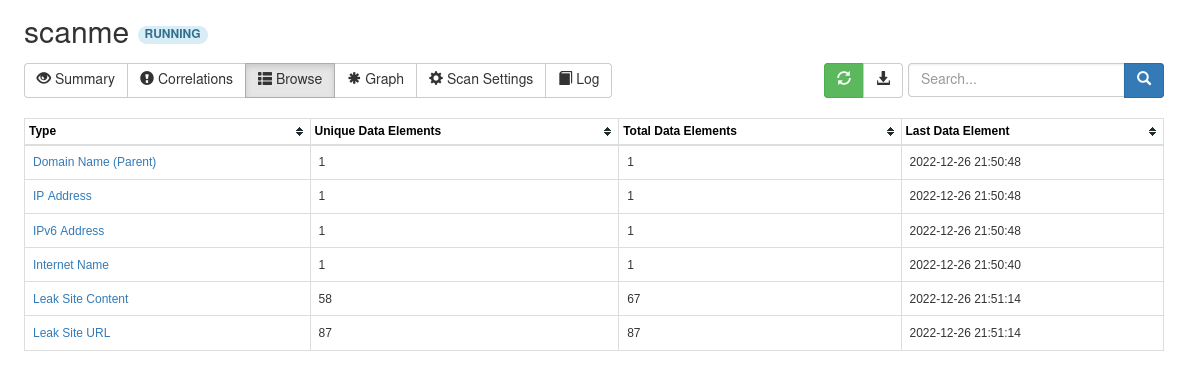 scanme RUNNING
Summary Correlations Browse Graph Scan Settings Log Search...
Type Unique Data Elements Total Data Elements Last Data Element
Domain Name (Parent) 1 1 2022-12-26 21:50:48
IP Address 1 1 2022-12-26 21:50:48
IPv6 Address 1 1 2022-12-26 21:50:48
Internet Name 1 1 2022-12-26 21:50:40
Leak Site Content 58 67 2022-12-26 21:51:14
Leak Site URL 87 87 2022-12-26 21:51:14